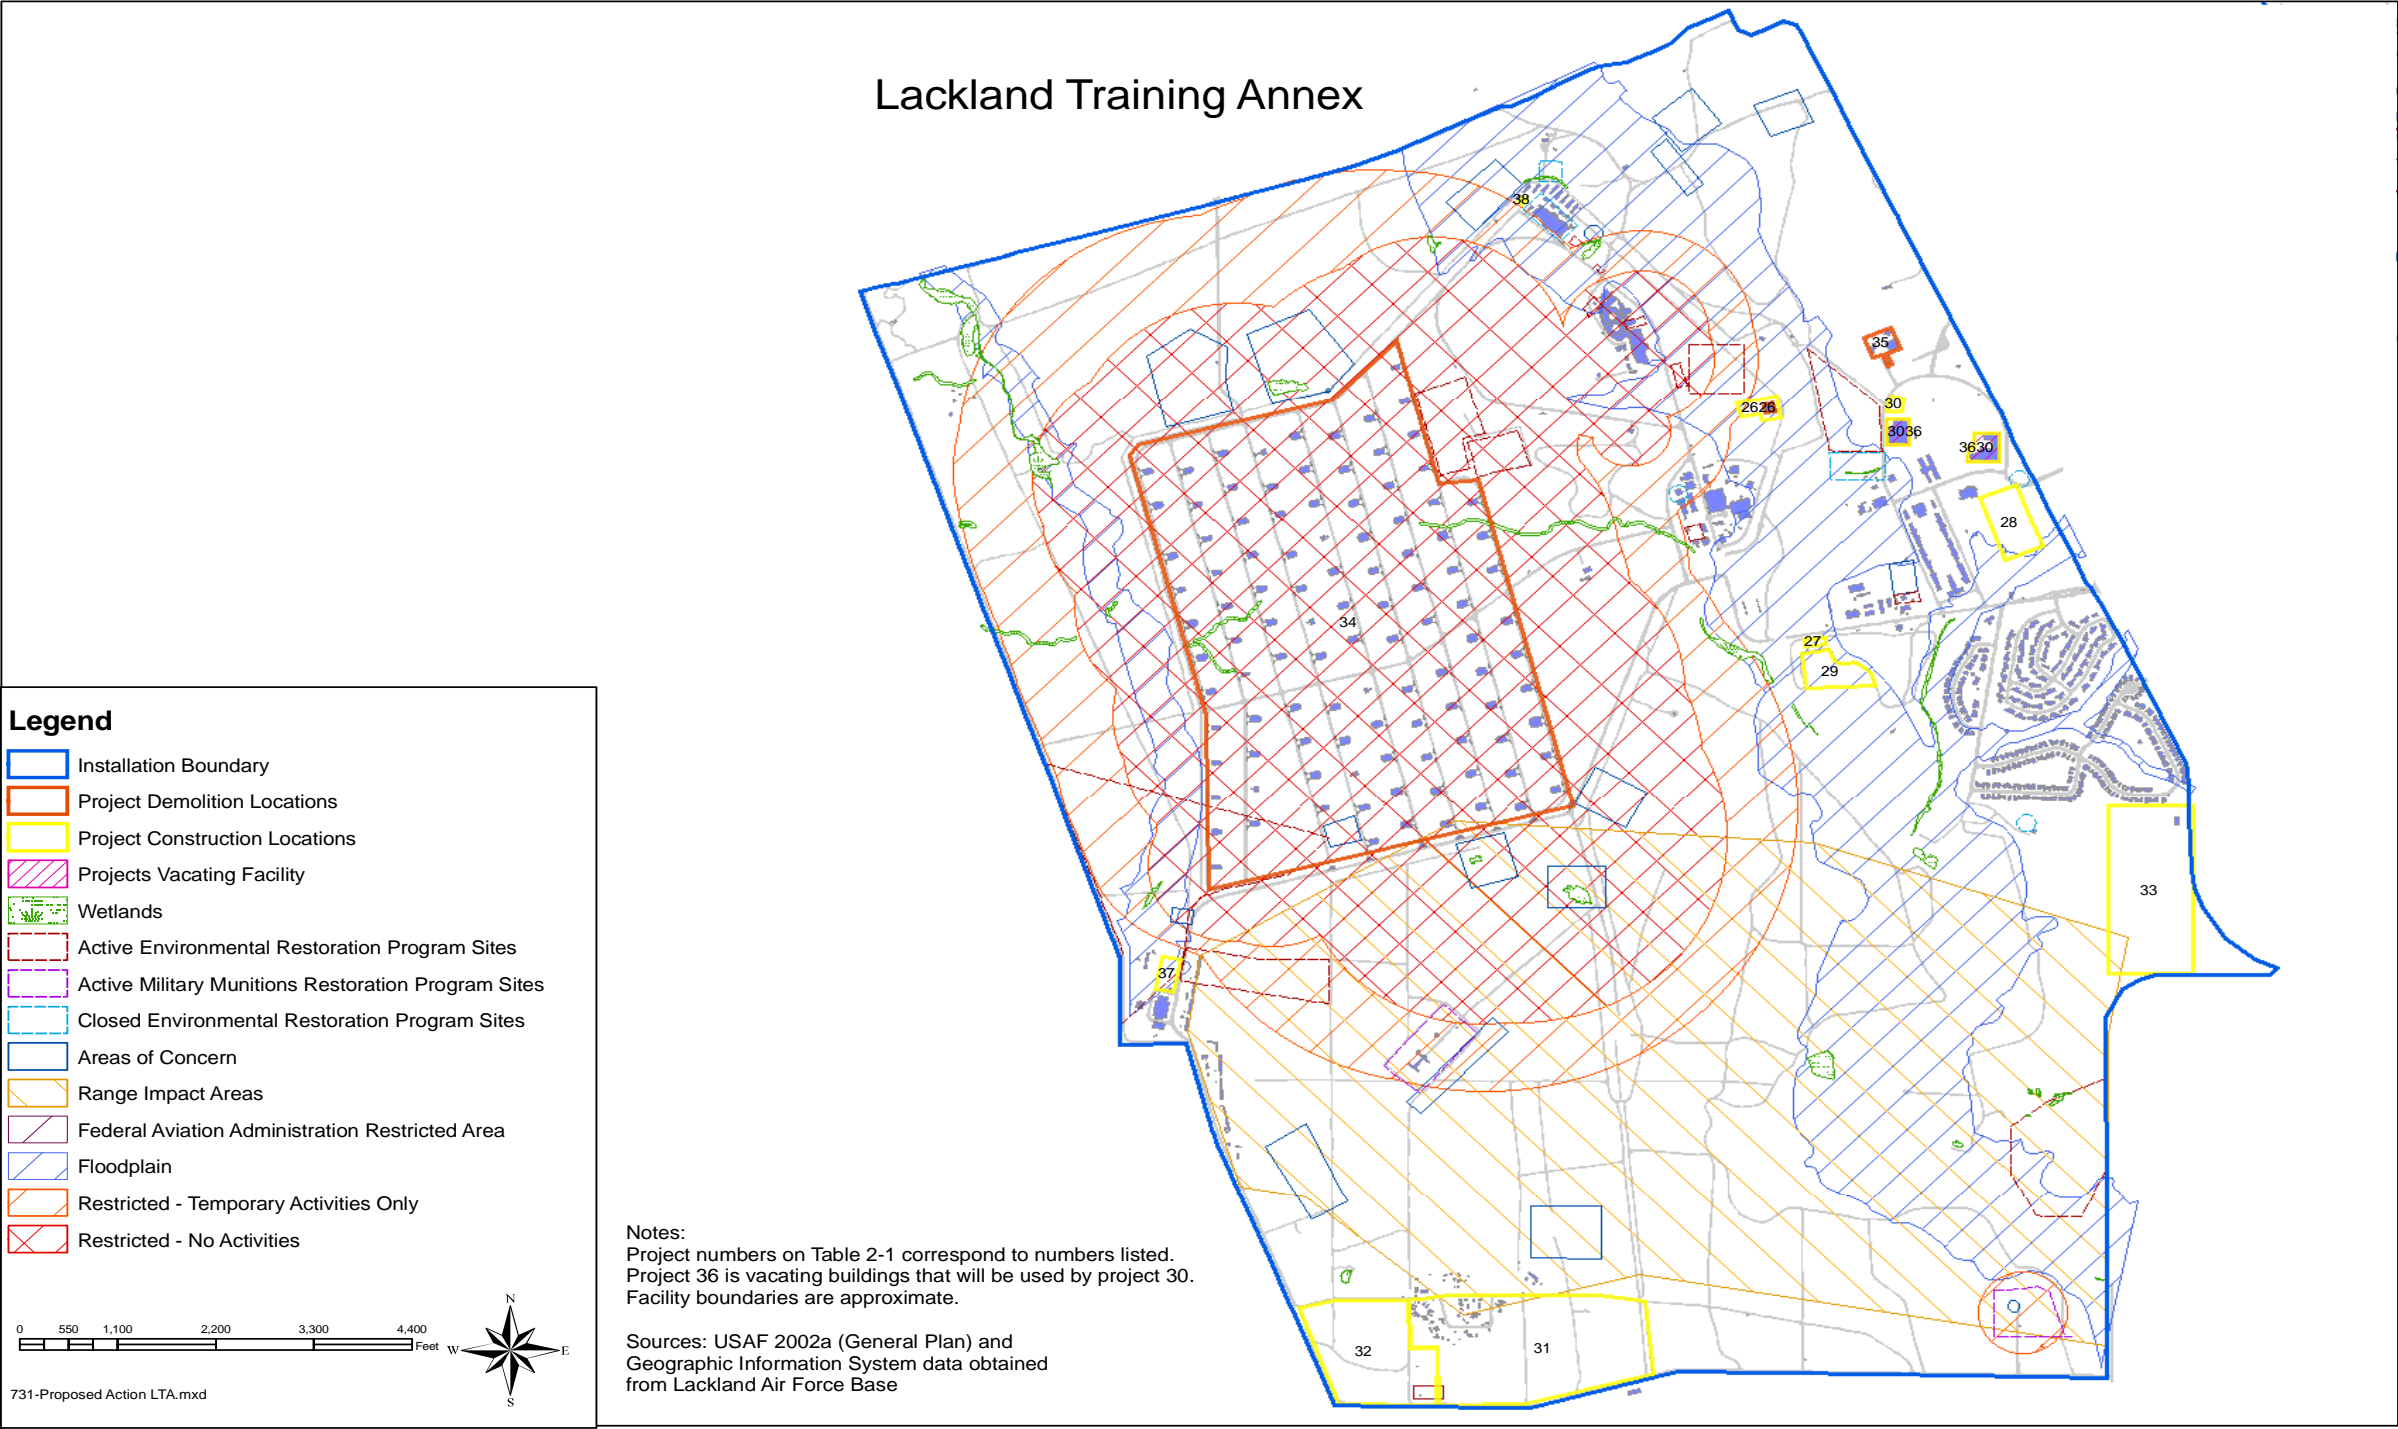 Lackland Training Annex
38
35
2626
30
3036
3630
28
34
27
29
33
37
32
31
Legend
Installation Boundary
Project Demolition Locations
Project Construction Locations
Projects Vacating Facility
Wetlands
Active Environmental Restoration Program Sites
Active Military Munitions Restoration Program Sites
Closed Environmental Restoration Program Sites
Areas of Concern
Range Impact Areas
Federal Aviation Administration Restricted Area
Floodplain
Restricted - Temporary Activities Only
Restricted - No Activities
0 550 1,100 2,200 3,300 4,400
Feet
N
W E
S
731-Proposed Action LTA.mxd
Notes:
Project numbers on Table 2-1 correspond to numbers listed.
Project 36 is vacating buildings that will be used by project 30.
Facility boundaries are approximate.
Sources: USAF 2002a (General Plan) and
Geographic Information System data obtained
from Lackland Air Force Base